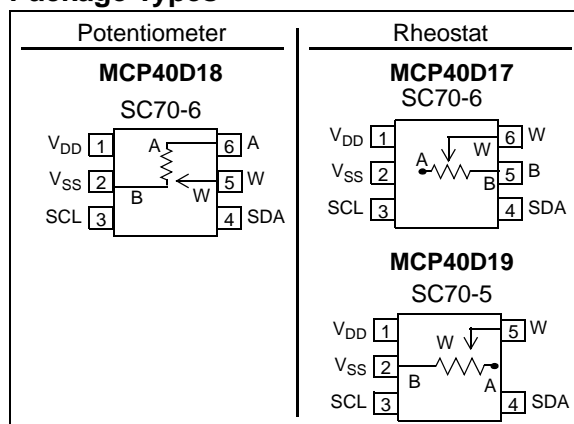 Potentiometer
MCP40D18
SC70-6
VDD 1
A
6 A
VSS 2
B
W
5 W
SCL 3
4 SDA
Rheostat
MCP40D17
SC70-6
VDD 1
W
6 W
VSS 2
A
B
5 B
SCL 3
4 SDA
MCP40D19
SC70-5
VDD 1
W
5 W
VSS 2
B
A
SCL 3
4 SDA